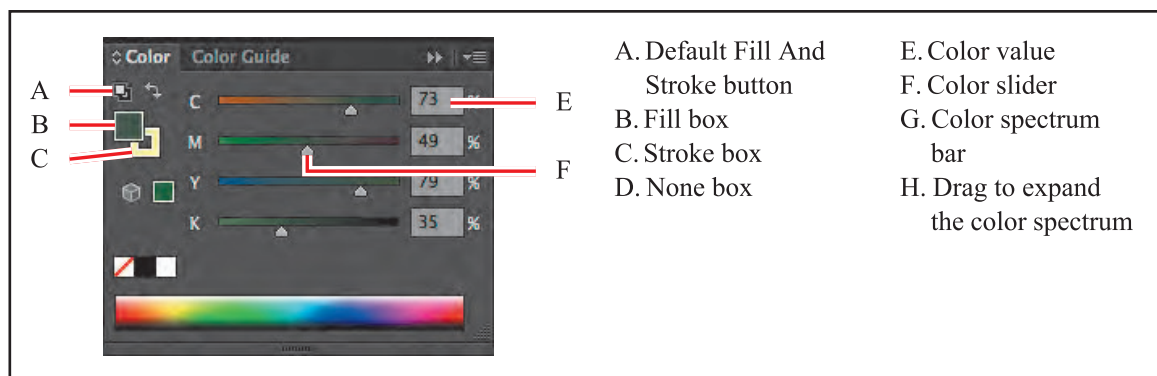 Color Color Guide
A
B
C
C 73 %
M 49 %
Y 79 %
K 35 %
E
F
A. Default Fill And
Stroke button
B. Fill box
C. Stroke box
D. None box
E. Color value
F. Color slider
G. Color spectrum
bar
H. Drag to expand
the color spectrum